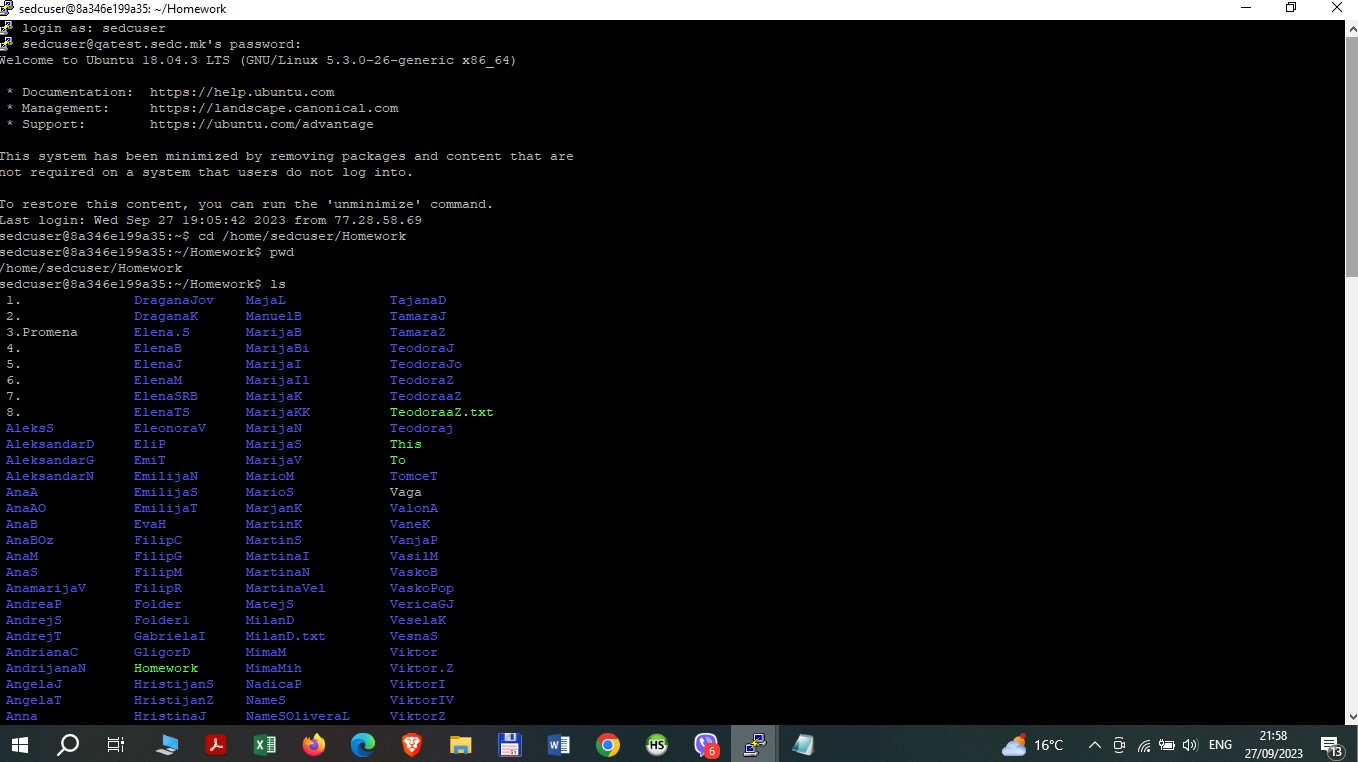 sedcuser@8a346e199a35: ~/Homework
login as: sedcuser
sedcuser@qatest.sedc.mk's password:
Welcome to Ubuntu 18.04.3 LTS (GNU/Linux 5.3.0-26-generic x86_64)
* Documentation: https://help.ubuntu.com
* Management: https://landscape.canonical.com
* Support: https://ubuntu.com/advantage
This system has been minimized by removing packages and content that are
not required on a system that users do not log into.
To restore this content, you can run the 'unminimize' command.
Last login: Wed Sep 27 19:05:42 2023 from 77.28.58.69
sedcuser@8a346e199a35:~$ cd /home/sedcuser/Homework
sedcuser@8a346e199a35:~/Homework$ pwd
/home/sedcuser/Homework
sedcuser@8a346e199a35:~/Homework$ ls
1. DraganaJov MajaL TajanaD
2. DraganaK ManuelB TamaraJ
3.Promena Elena.S MarijaB TamaraZ
4. ElenaB MarijaBi TeodoraJ
5. ElenaJ MarijaI TeodoraJo
6. ElenaM MarijaIl TeodoraZ
7. ElenaSRB MarijaK TeodoraaZ
8. ElenaTS MarijaKK TeodoraaZ.txt
AleksS EleonoraV MarijaN Teodoraj
AleksandarD EliP MarijaS This
AleksandarG EmiT MarijaV To
AleksandarN EmilijaN MarioM TomceT
AnaA EmilijaS MarioS Vaga
AnaAO EmilijaT MarjanK ValonA
AnaB EvaH MartinK VaneK
AnaBOz FilipC MartinS VanjaP
AnaM FilipG MartinaI VasilM
AnaS FilipM MartinaN VaskoB
AnamarijaV FilipR MartinaVel VaskoPop
AndreaP Folder MatejS VericaGJ
AndrejS Folder1 MilanD VeselaK
AndrejT GabrielaI MilanD.txt VesnaS
AndrianaC GligorD MimaM Viktor
AndrijanaN Homework MimaMih Viktor.Z
AngelaJ HristijanS NadicaP ViktorI
AngelaT HristijanZ NameS ViktorIV
Anna HristinaJ NameSOliveraL ViktorZ
HS
6
16°C
ENG
21:58
27/09/2023
13